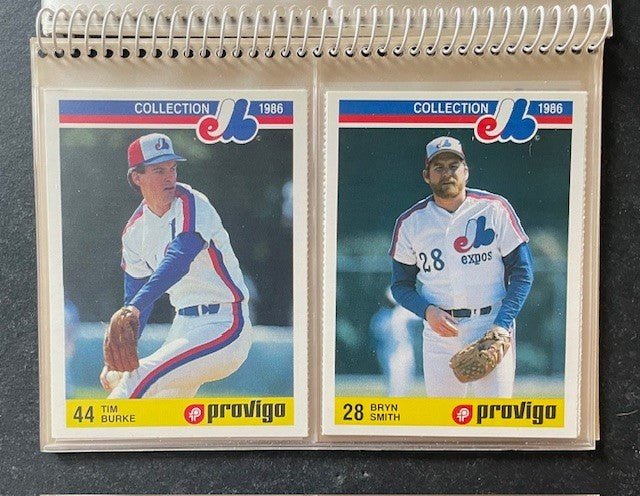 COLLECTION 1986
44 TIM
BURKE
provigo
COLLECTION 1986
28
expos
28 BRYN
SMITH
provigo